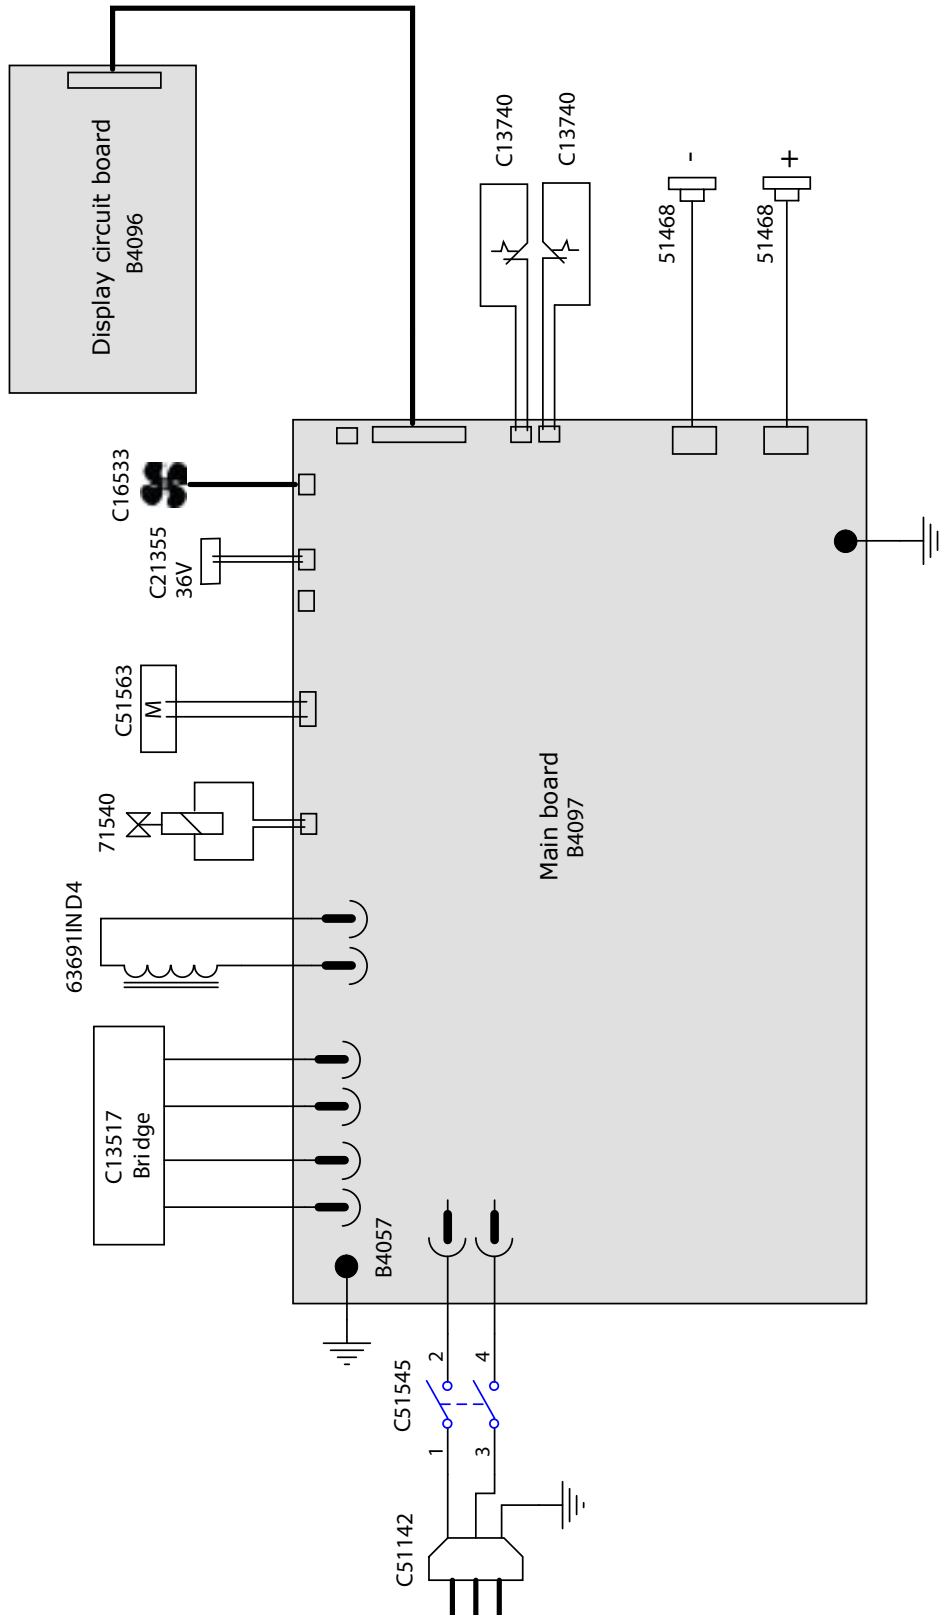 Display circuit board
B4096
C13740
C13740
-
+
51468
51468
C16533
C21355
36V
C51563
M
71540
63691IND4
Main board
B4097
C13517
Bridge
B4057
C51545
2
4
1
3
C51142